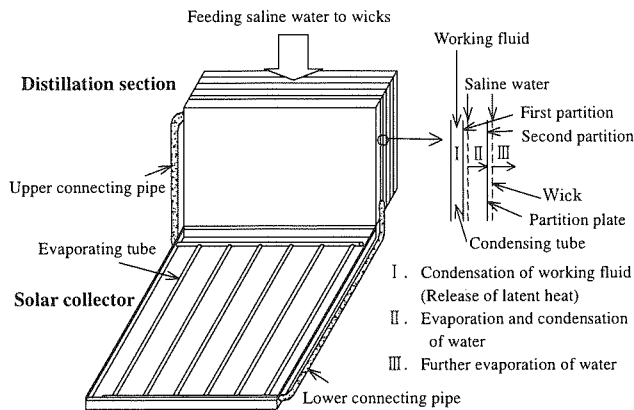 Feeding saline water to wicks
Distillation section
Upper connecting pipe
Evaporating tube
Solar collector
Lower connecting pipe
Working fluid
Saline water
First partition
Second partition
I
II
III
Wick
Partition plate
Condensing tube
I. Condensation of working fluid
(Release of latent heat)
II. Evaporation and condensation
of water
III. Further evaporation of water